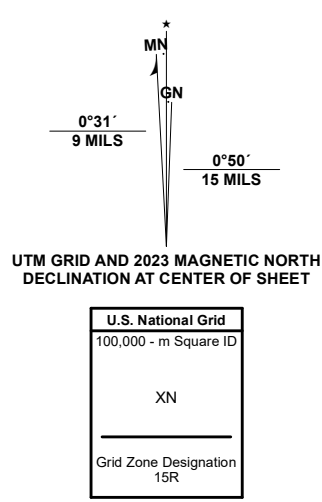 ★
MN
GN
0°31´
9 MILS
0°50´
15 MILS
UTM GRID AND 2023 MAGNETIC NORTH
DECLINATION AT CENTER OF SHEET
U.S. National Grid
100,000 - m Square ID
XN
Grid Zone Designation
15R